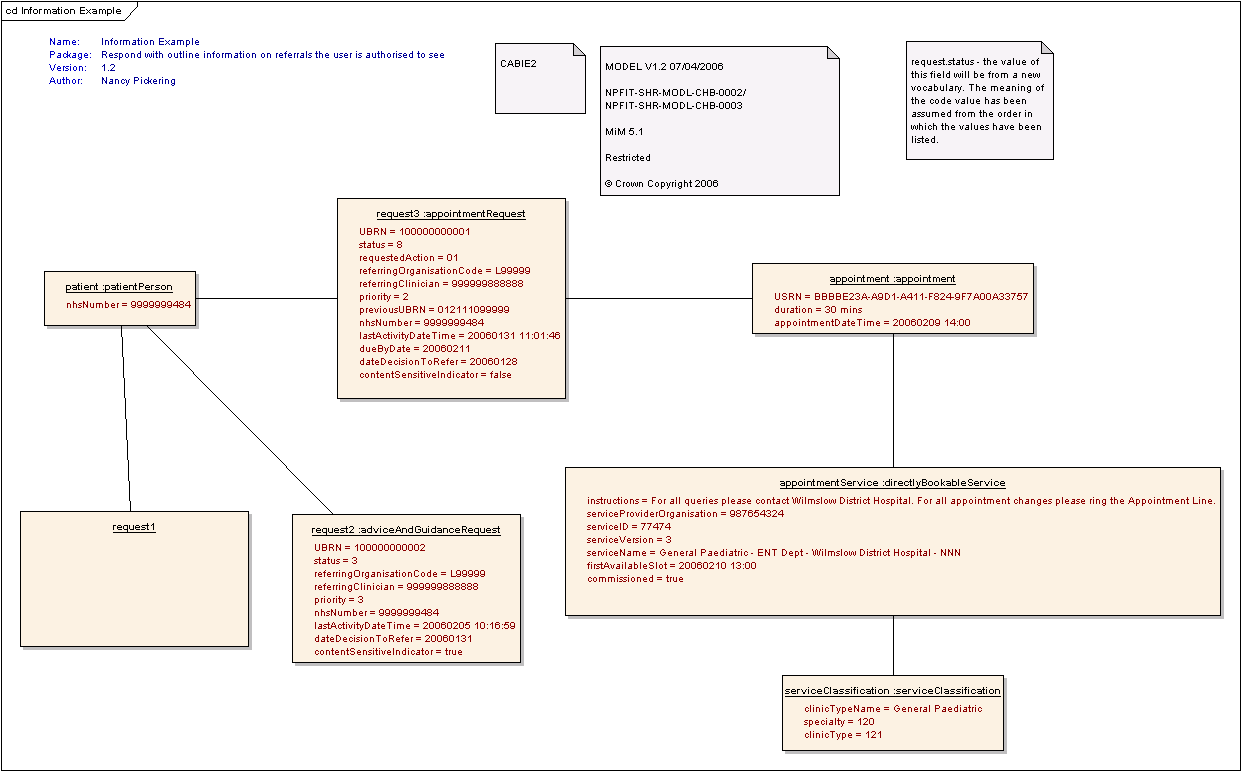 cd Information Example
Name: Information Example
Package: Respond with outline information on referrals the user is authorised to see
Version: 1.2
Author: Nancy Pickering
CABIE2
MODEL V1.2 07/04/2006
NPFIT-SHR-MODL-CHB-0002/
NPFIT-SHR-MODL-CHB-0003
MiM 5.1
Restricted
© Crown Copyright 2006
request.status - the value of
this field will be from a new
vocabulary. The meaning of
the code value has been
assumed from the order in
which the values have been
listed.
request3 :appointmentRequest
UBRN = 100000000001
status = 8
requestedAction = 01
referringOrganisationCode = L99999
referringClinician = 999999888888
priority = 2
previousUBRN = 012111099999
nhsNumber = 9999999484
lastActivityDateTime = 20060131 11:01:46
dueByDate = 20060211
dateDecisionToRefer = 20060128
contentSensitiveIndicator = false
patient :patientPerson
nhsNumber = 9999999484
appointment :appointment
USRN = BBBBE23A-A9D1-A411-F824-9F7A00A33757
duration = 30 mins
appointmentDateTime = 20060209 14:00
appointmentService :directlyBookableService
instructions = For all queries please contact Wilmslow District Hospital. For all appointment changes please ring the Appointment Line.
serviceProviderOrganisation = 987654324
serviceID = 77474
serviceVersion = 3
serviceName = General Paediatric - ENT Dept - Wilmslow District Hospital - NNN
firstAvailableSlot = 20060210 13:00
commissioned = true
request1
request2 :adviceAndGuidanceRequest
UBRN = 100000000002
status = 3
referringOrganisationCode = L99999
referringClinician = 999999888888
priority = 3
nhsNumber = 9999999484
lastActivityDateTime = 20060205 10:16:59
dateDecisionToRefer = 20060131
contentSensitiveIndicator = true
serviceClassification :serviceClassification
clinicTypeName = General Paediatric
specialty = 120
clinicType = 121